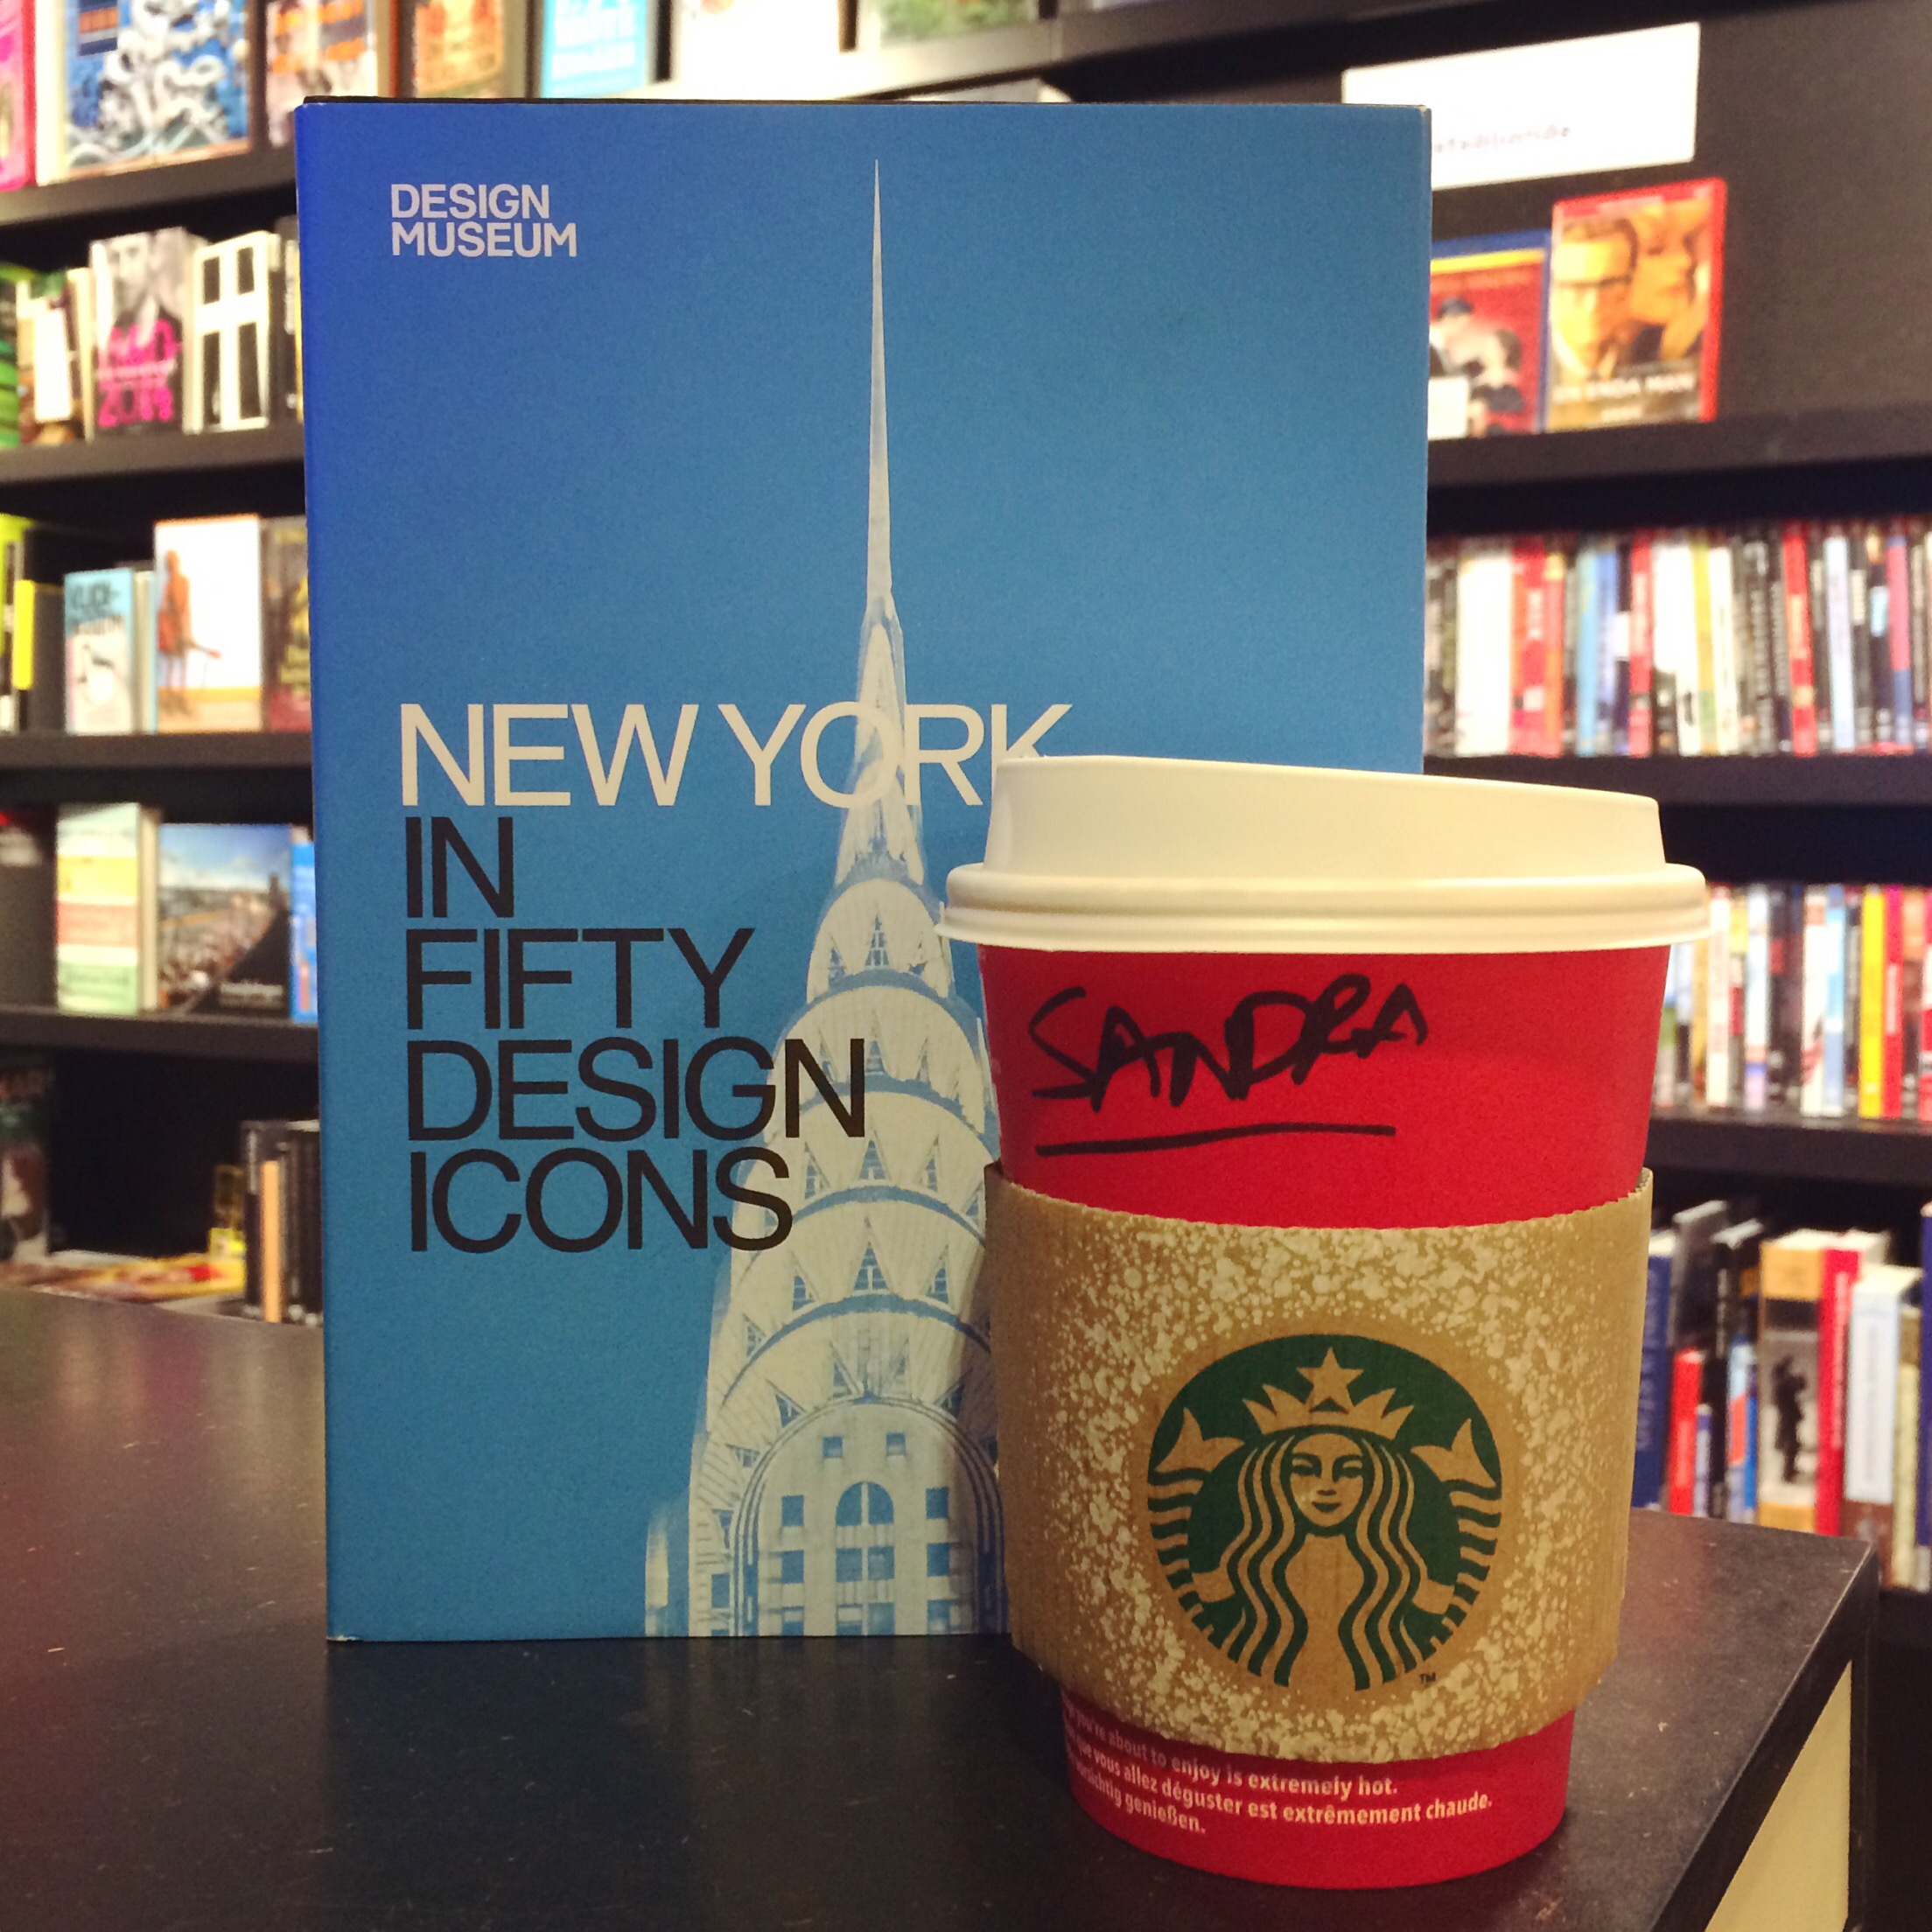 DESIGN
MUSEUM
NEW YORK
IN
FIFTY
DESIGN
ICONS
SANDRA
TM
you're about to enjoy is extremely hot.
que vous allez déguster est extrêmement chaude.
vorsichtig genießen.